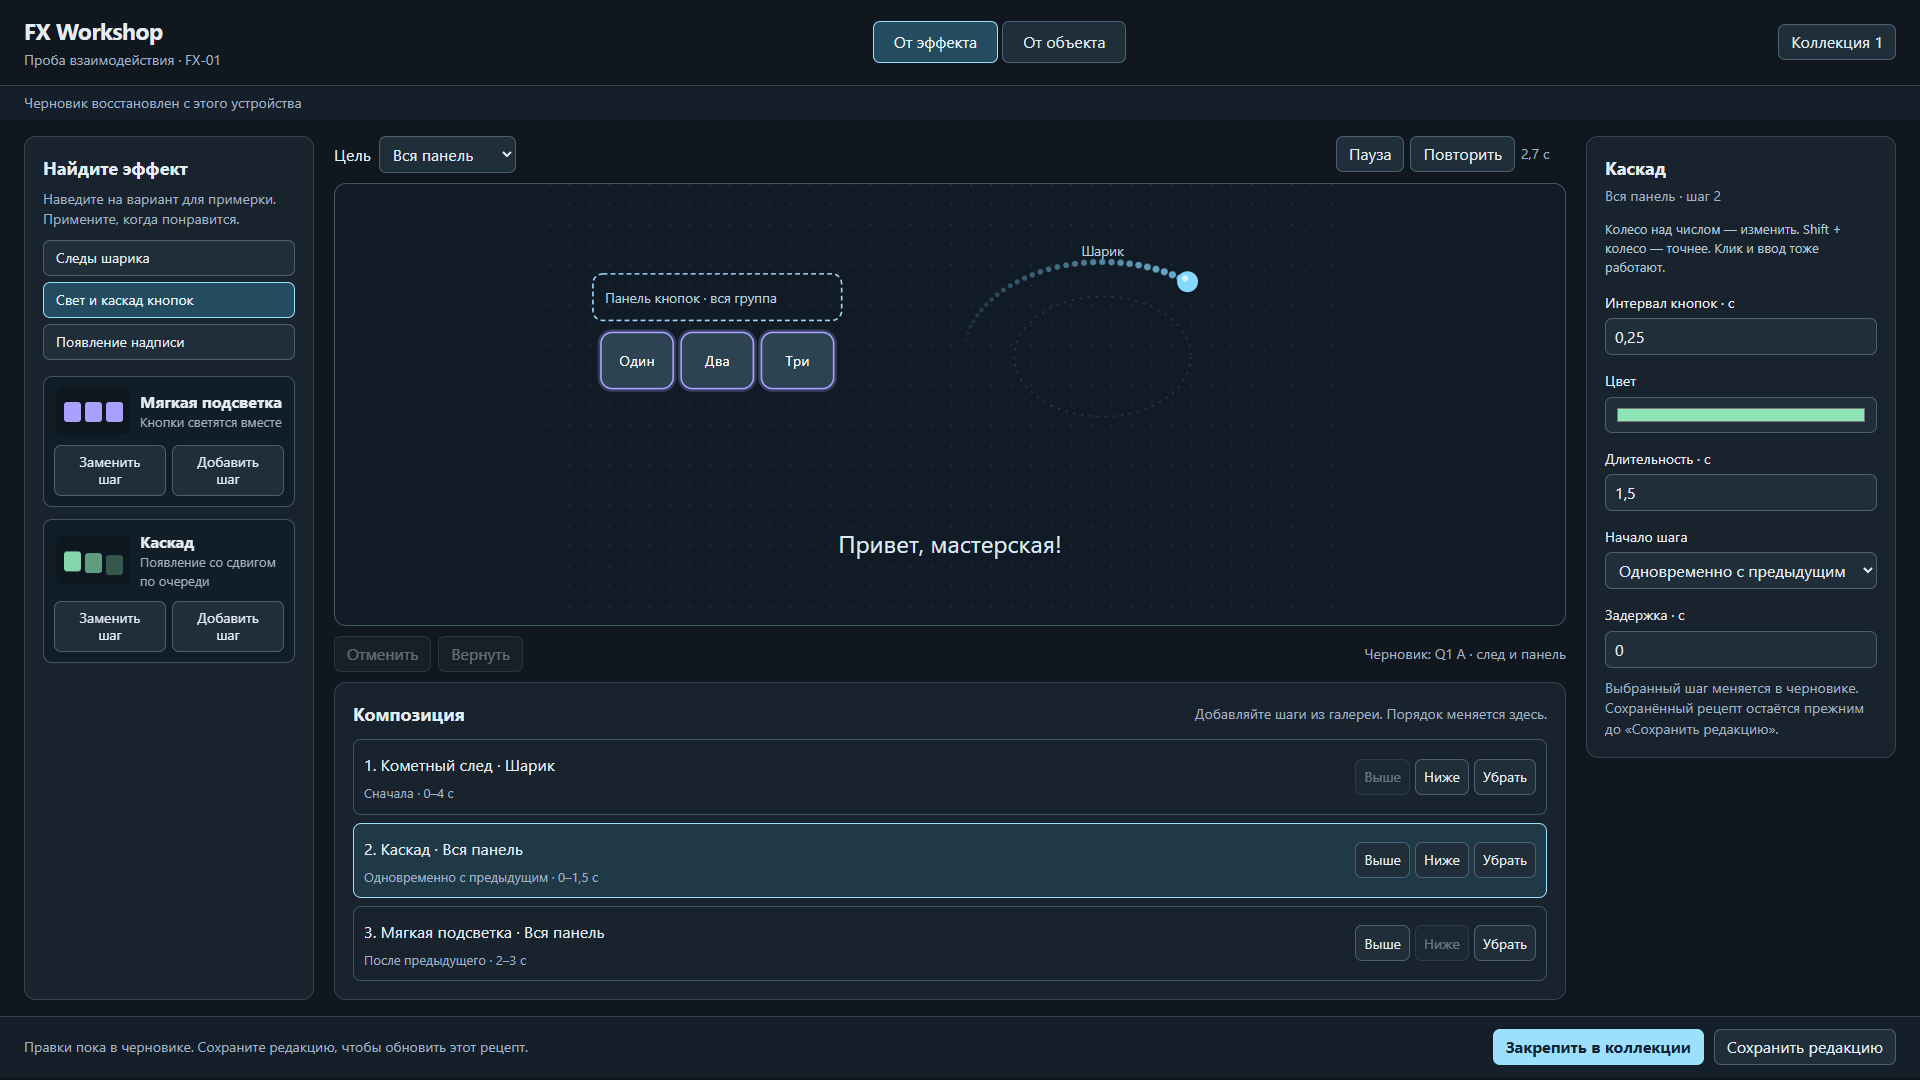 FX Workshop
Проба взаимодействия · FX-01
От эффекта
От объекта
Коллекция 1
Черновик восстановлен с этого устройства
Найдите эффект
Наведите на вариант для примерки.
Примените, когда понравится.
Следы шарика
Свет и каскад кнопок
Появление надписи
Мягкая подсветка
Кнопки светятся вместе
Заменить
шаг
Добавить
шаг
Каскад
Появление со сдвигом
по очереди
Заменить
шаг
Добавить
шаг
Цель
Вся панель
Пауза
Повторить
2,7 с
Шарик
Панель кнопок · вся группа
Один
Два
Три
Привет, мастерская!
Отменить
Вернуть
Черновик: Q1 A · след и панель
Композиция
Добавляйте шаги из галереи. Порядок меняется здесь.
1. Кометный след · Шарик
Сначала · 0–4 с
Выше
Ниже
Убрать
2. Каскад · Вся панель
Одновременно с предыдущим · 0–1,5 с
Выше
Ниже
Убрать
3. Мягкая подсветка · Вся панель
После предыдущего · 2–3 с
Выше
Ниже
Убрать
Каскад
Вся панель · шаг 2
Колесо над числом — изменить. Shift +
колесо — точнее. Клик и ввод тоже
работают.
Интервал кнопок · с
0,25
Цвет
Длительность · с
1,5
Начало шага
Одновременно с предыдущим
Задержка · с
0
Выбранный шаг меняется в черновике.
Сохранённый рецепт остаётся прежним
до «Сохранить редакцию».
Правки пока в черновике. Сохраните редакцию, чтобы обновить этот рецепт.
Закрепить в коллекции
Сохранить редакцию